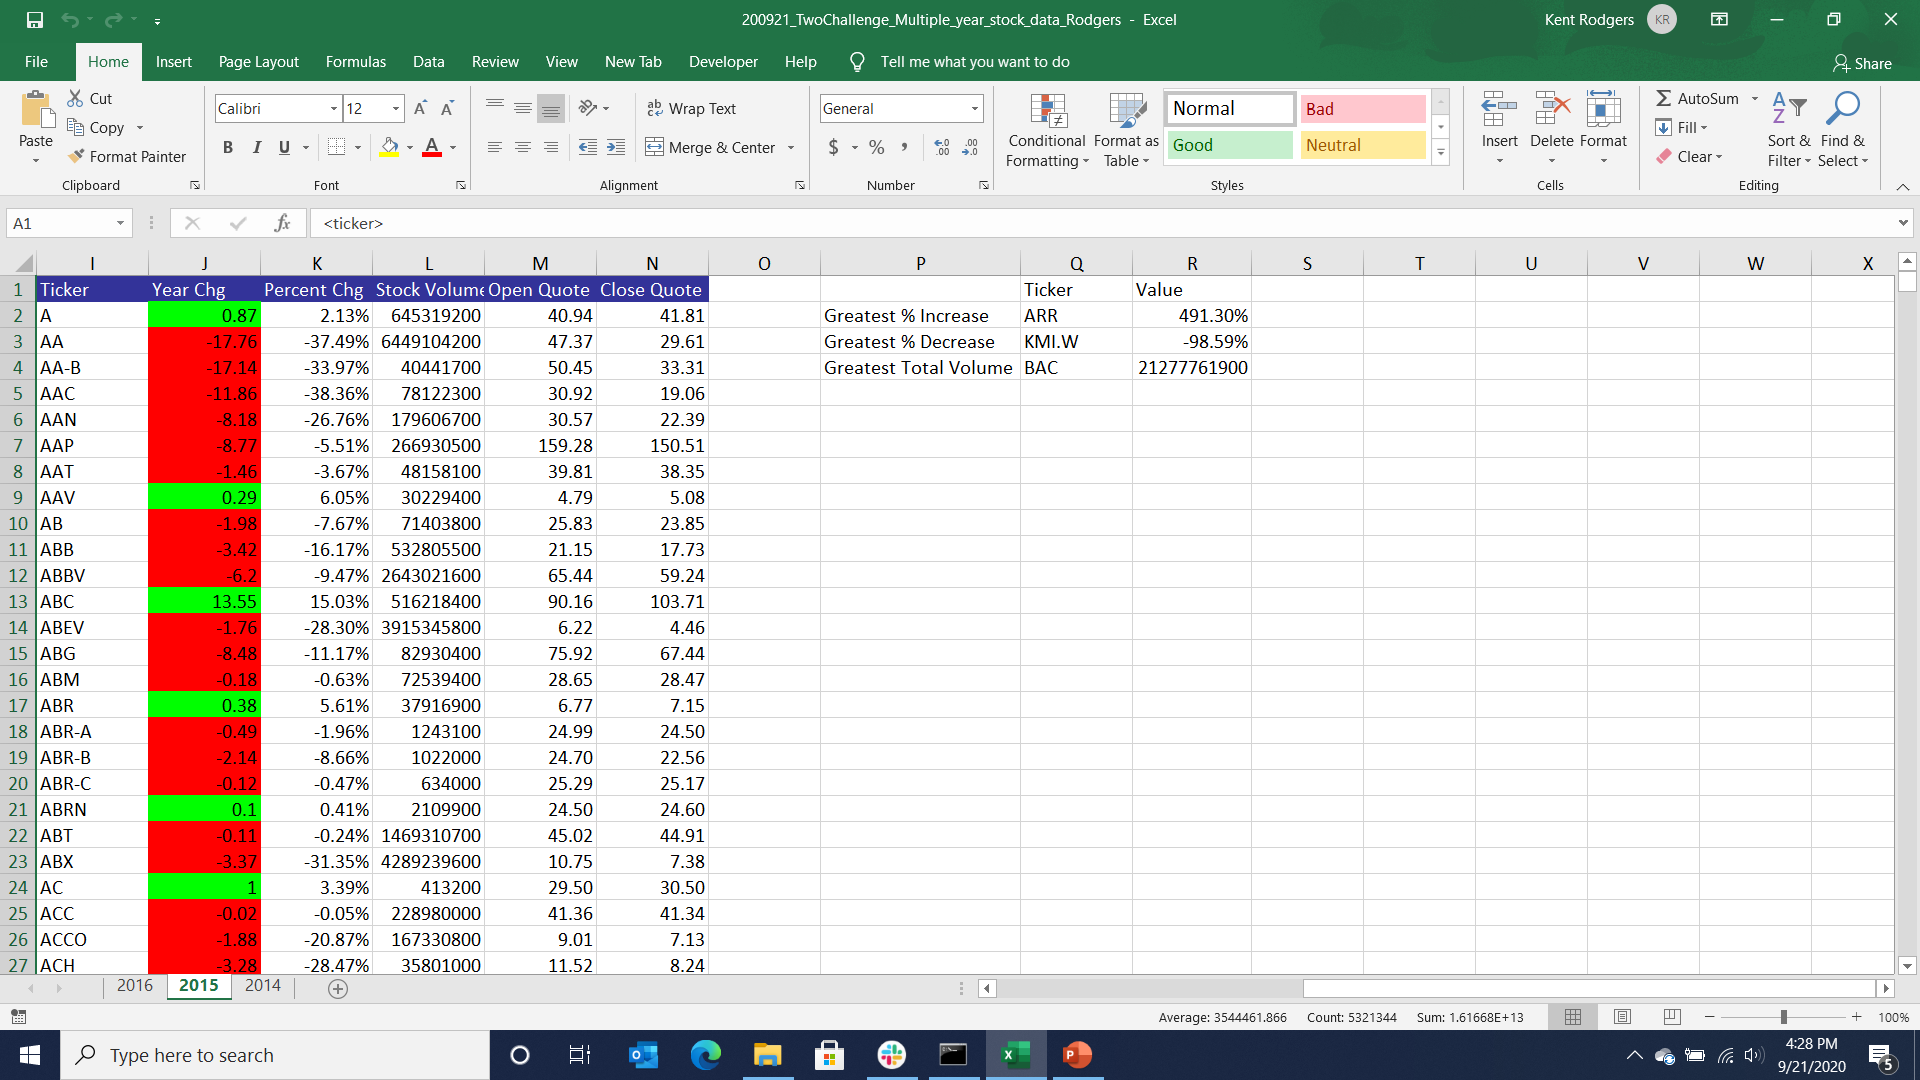 200921_TwoChallenge_Multiple_year_stock_data_Rodgers - Excel
Kent Rodgers KR
File Home Insert Page Layout Formulas Data Review View New Tab Developer Help Tell me what you want to do Share
Paste Cut Copy Format Painter Clipboard
Calibri 12 A A B I U A Font
ab Wrap Text Merge & Center Alignment
General $ % , .00 .00 Number
Conditional Formatting Format as Table Normal Bad Good Neutral Styles
Insert Delete Format Cells
AutoSum Fill Clear Sort & Filter Find & Select Editing
A1 fx <ticker>
I J K L M N O P Q R S T U V W X
1 Ticker Year Chg Percent Chg Stock Volume Open Quote Close Quote Ticker Value
2 A 0.87 2.13% 645319200 40.94 41.81 Greatest % Increase ARR 491.30%
3 AA -17.76 -37.49% 6449104200 47.37 29.61 Greatest % Decrease KMI.W -98.59%
4 AA-B -17.14 -33.97% 40441700 50.45 33.31 Greatest Total Volume BAC 21277761900
5 AAC -11.86 -38.36% 78122300 30.92 19.06
6 AAN -8.18 -26.76% 179606700 30.57 22.39
7 AAP -8.77 -5.51% 266930500 159.28 150.51
8 AAT -1.46 -3.67% 48158100 39.81 38.35
9 AAV 0.29 6.05% 30229400 4.79 5.08
10 AB -1.98 -7.67% 71403800 25.83 23.85
11 ABB -3.42 -16.17% 532805500 21.15 17.73
12 ABBV -6.2 -9.47% 2643021600 65.44 59.24
13 ABC 13.55 15.03% 516218400 90.16 103.71
14 ABEV -1.76 -28.30% 3915345800 6.22 4.46
15 ABG -8.48 -11.17% 82930400 75.92 67.44
16 ABM -0.18 -0.63% 72539400 28.65 28.47
17 ABR 0.38 5.61% 37916900 6.77 7.15
18 ABR-A -0.49 -1.96% 1243100 24.99 24.50
19 ABR-B -2.14 -8.66% 1022000 24.70 22.56
20 ABR-C -0.12 -0.47% 634000 25.29 25.17
21 ABRN 0.1 0.41% 2109900 24.50 24.60
22 ABT -0.11 -0.24% 1469310700 45.02 44.91
23 ABX -3.37 -31.35% 4289239600 10.75 7.38
24 AC 1 3.39% 413200 29.50 30.50
25 ACC -0.02 -0.05% 228980000 41.36 41.34
26 ACCO -1.88 -20.87% 167330800 9.01 7.13
27 ACH -3.28 -28.47% 35801000 11.52 8.24
2016 2015 2014
Average: 3544461.866 Count: 5321344 Sum: 1.61668E+13 100%
Type here to search
4:28 PM
9/21/2020
5